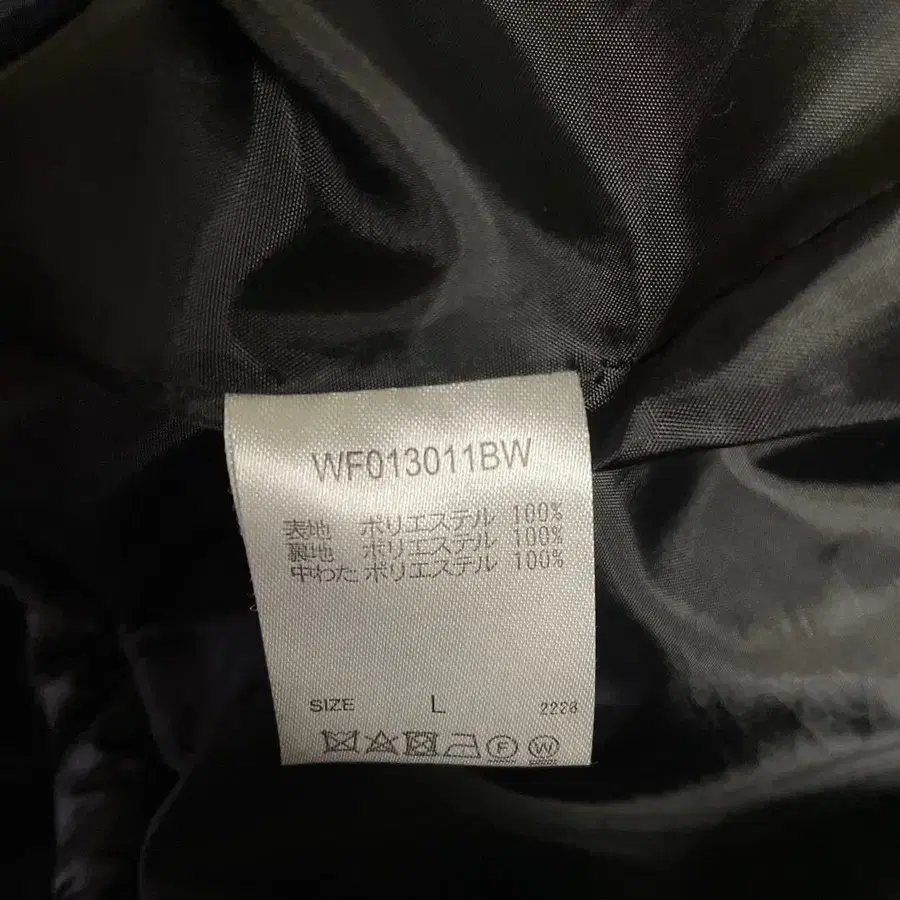 WF013011BW
表地 ポリエステル 100%
裏地 ポリエステル 100%
中わた ポリエステル 100%
SIZE L 2228
F W